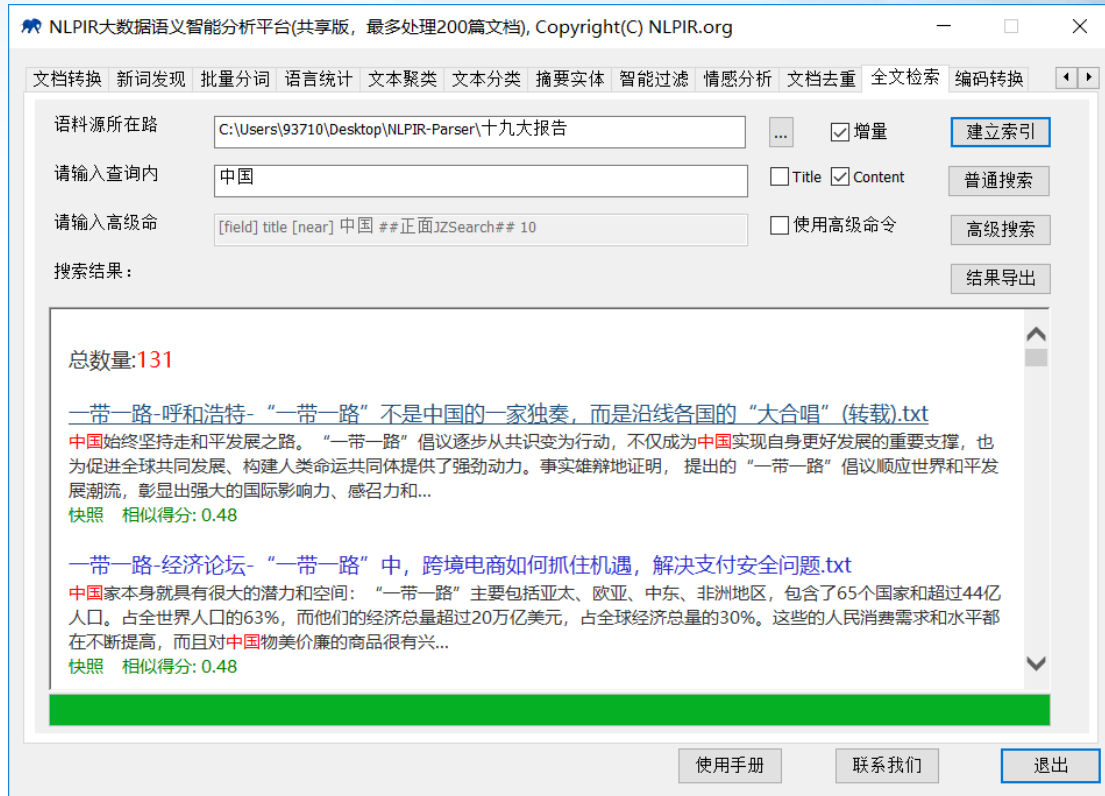 NLPIR大数据语义智能分析平台(共享版，最多处理200篇文档), Copyright(C) NLPIR.org
文档转换 新词发现 批量分词 语言统计 文本聚类 文本分类 摘要实体 智能过滤 情感分析 文档去重 全文检索 编码转换
语料源所在路 C:\Users\93710\Desktop\NLPIR-Parser\十九大报告 ... 增量 建立索引
请输入查询内 中国 Title Content 普通搜索
请输入高级命 [field] title [near] 中国 ##正面JZSearch## 10 使用高级命令 高级搜索
搜索结果： 结果导出
总数量:131
一带一路-呼和浩特-“一带一路”不是中国的一家独奏，而是沿线各国的“大合唱”(转载).txt
中国始终坚持走和平发展之路。“一带一路”倡议逐步从共识变为行动，不仅成为中国实现自身更好发展的重要支撑，也
为促进全球共同发展、构建人类命运共同体提供了强劲动力。事实雄辩地证明， 提出的“一带一路”倡议顺应世界和平发
展潮流，彰显出强大的国际影响力、感召力和...
快照 相似得分: 0.48
一带一路-经济论坛-“一带一路”中，跨境电商如何抓住机遇，解决支付安全问题.txt
中国家本身就具有很大的潜力和空间： “一带一路”主要包括亚太、欧亚、中东、非洲地区，包含了65个国家和超过44亿
人口。占全世界人口的63%，而他们的经济总量超过20万亿美元，占全球经济总量的30%。这些的人民消费需求和水平都
在不断提高，而且对中国物美价廉的商品很有兴...
快照 相似得分: 0.48
使用手册 联系我们 退出